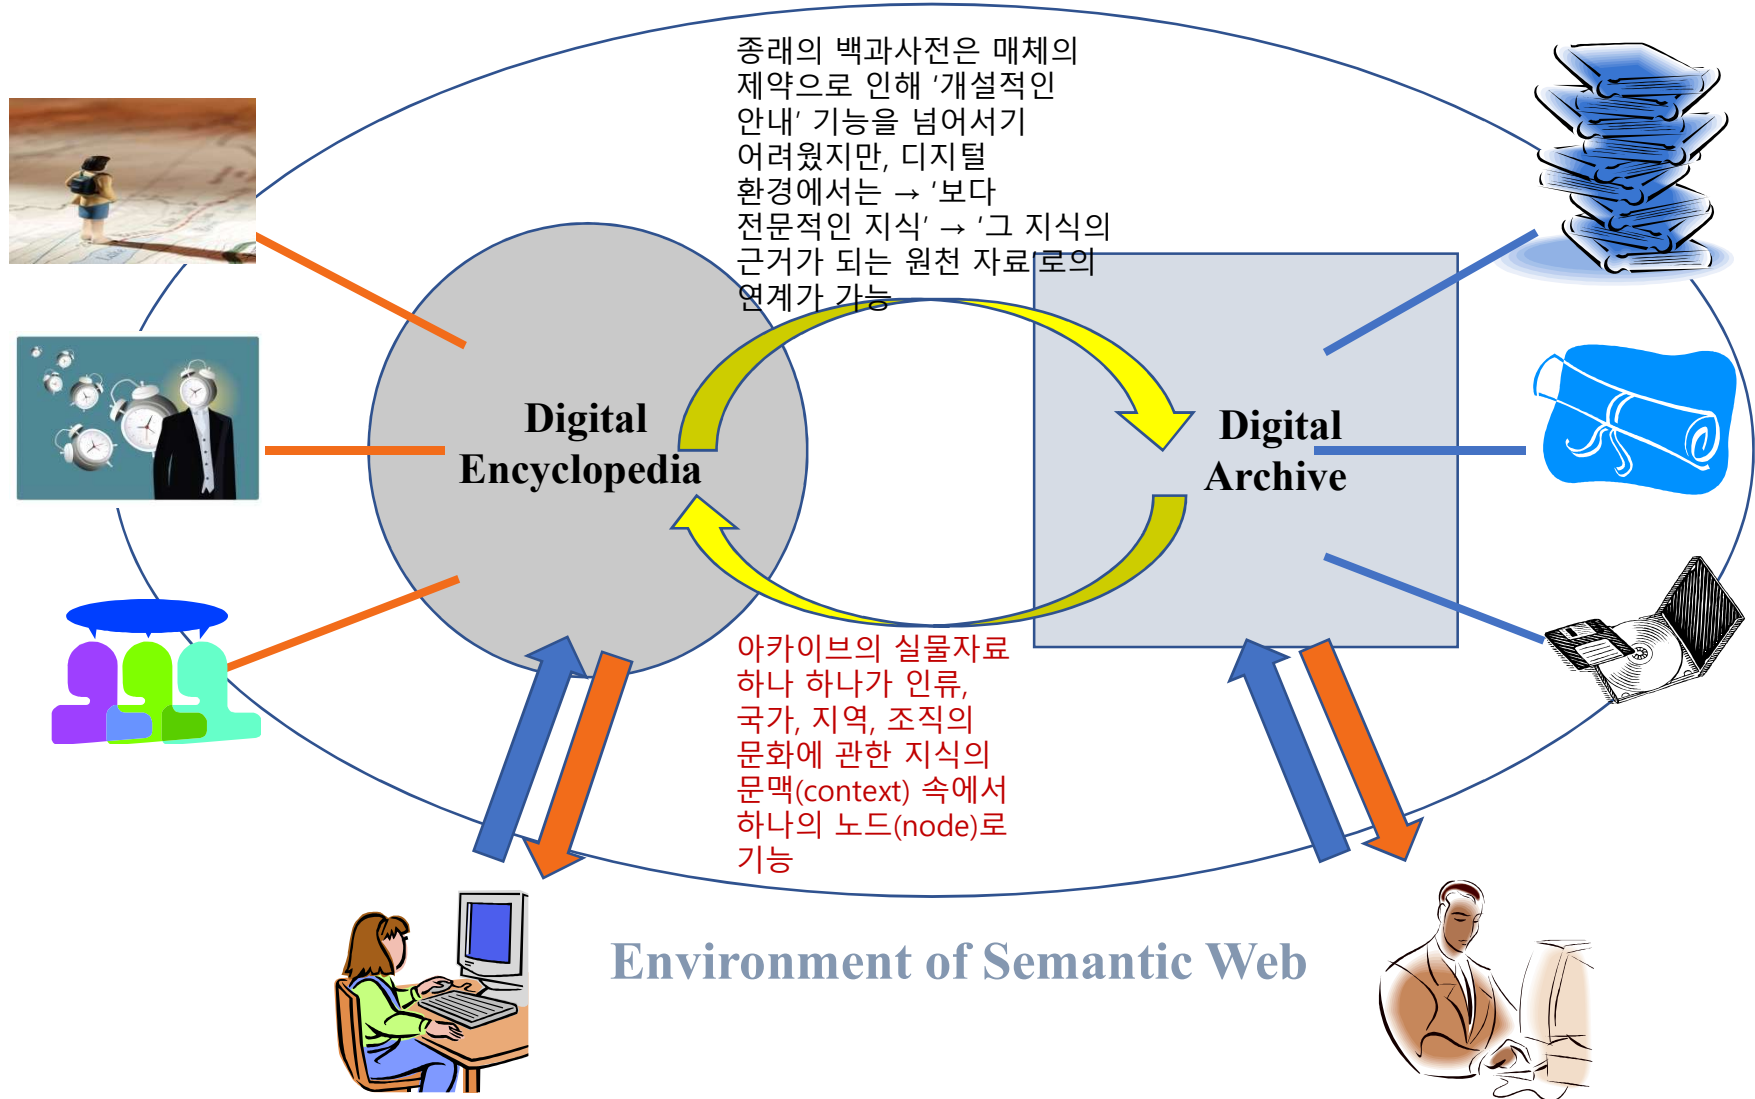 종래의 백과사전은 매체의
제약으로 인해 ‘개설적인
안내’ 기능을 넘어서기
어려웠지만, 디지털
환경에서는 → ‘보다
전문적인 지식’ → ‘그 지식의
근거가 되는 원천 자료’로의
연계가 가능
Digital
Encyclopedia
Digital
Archive
아카이브의 실물자료
하나 하나가 인류,
국가, 지역, 조직의
문화에 관한 지식의
문맥(context) 속에서
하나의 노드(node)로
기능
Environment of Semantic Web